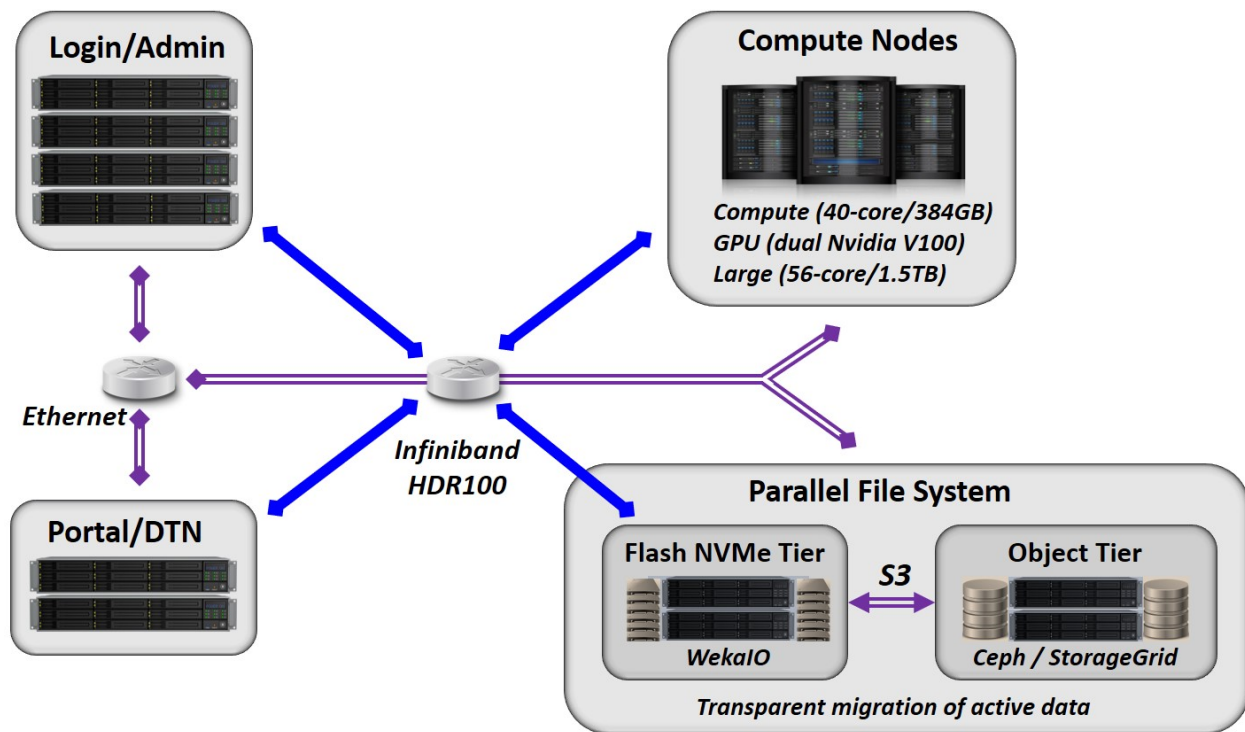 Login/Admin
Compute Nodes
Compute (40-core/384GB)
GPU (dual Nvidia V100)
Large (56-core/1.5TB)
Ethernet
Infiniband
HDR100
Portal/DTN
Parallel File System
Flash NVMe Tier
S3
Object Tier
WekaIO
Ceph / StorageGrid
Transparent migration of active data